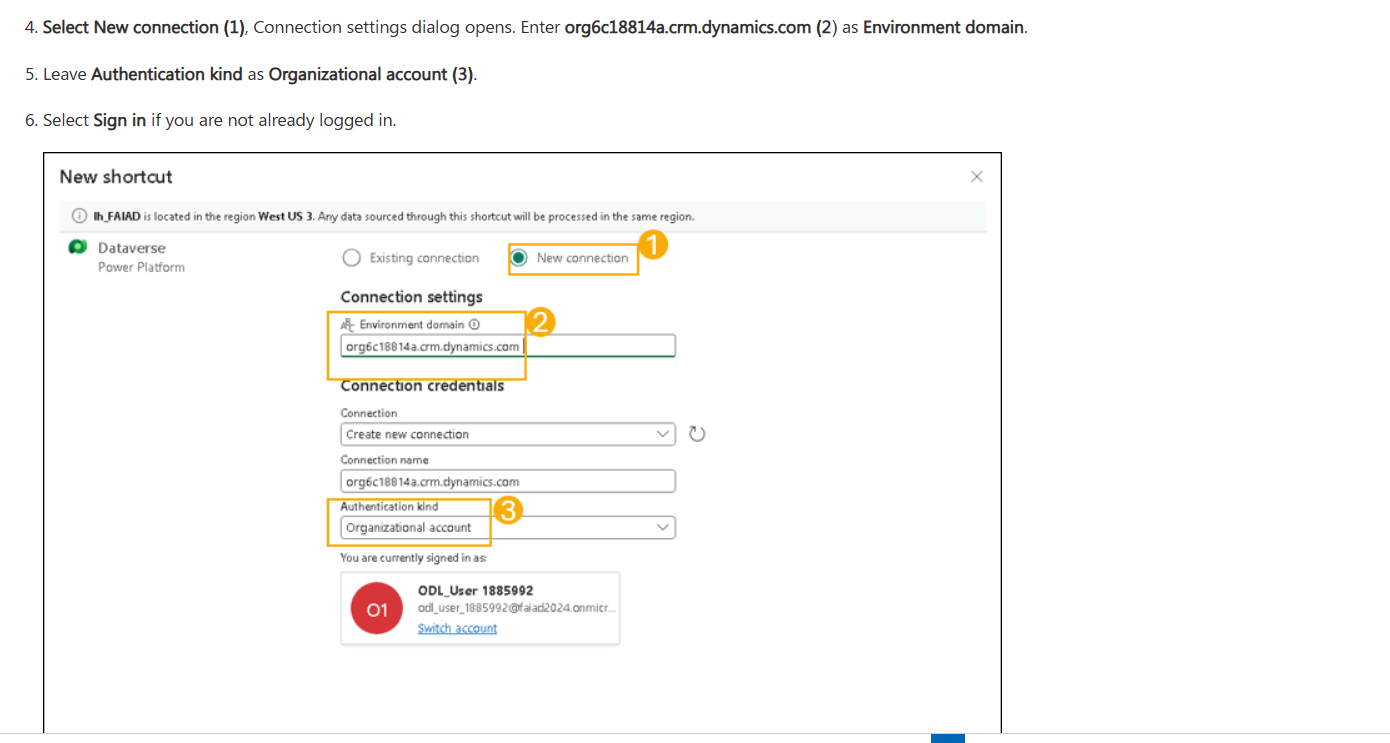 4. Select New connection (1), Connection settings dialog opens. Enter org6c18814a.crm.dynamics.com (2) as Environment domain.
5. Leave Authentication kind as Organizational account (3).
6. Select Sign in if you are not already logged in.
New shortcut
lh_FAIAD is located in the region West US 3. Any data sourced through this shortcut will be processed in the same region.
Dataverse
Power Platform
Existing connection
New connection
1
Connection settings
Environment domain
2
org6c18814a.crm.dynamics.com
Connection credentials
Connection
Create new connection
Connection name
org6c18814a.crm.dynamics.com
Authentication kind
3
Organizational account
You are currently signed in as:
O1
ODL_User 1885992
odl_user_1885992@faiad2024.onmicr...
Switch account